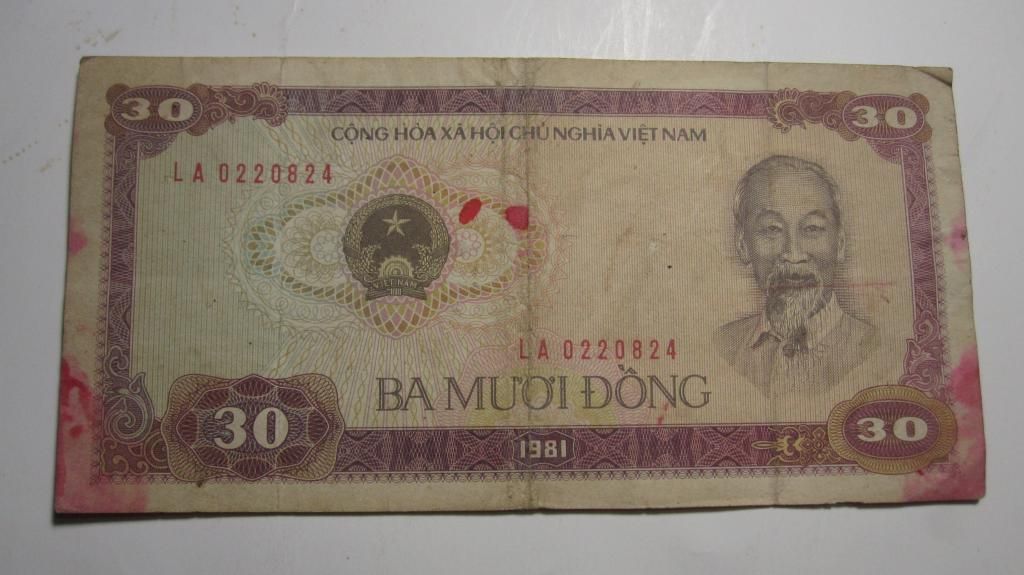 30
30
CỘNG HÒA XÃ HỘI CHỦ NGHĨA VIỆT NAM
LA 0220824
VIỆT NAM
LA 0220824
BA MƯƠI ĐỒNG
30
30
1981